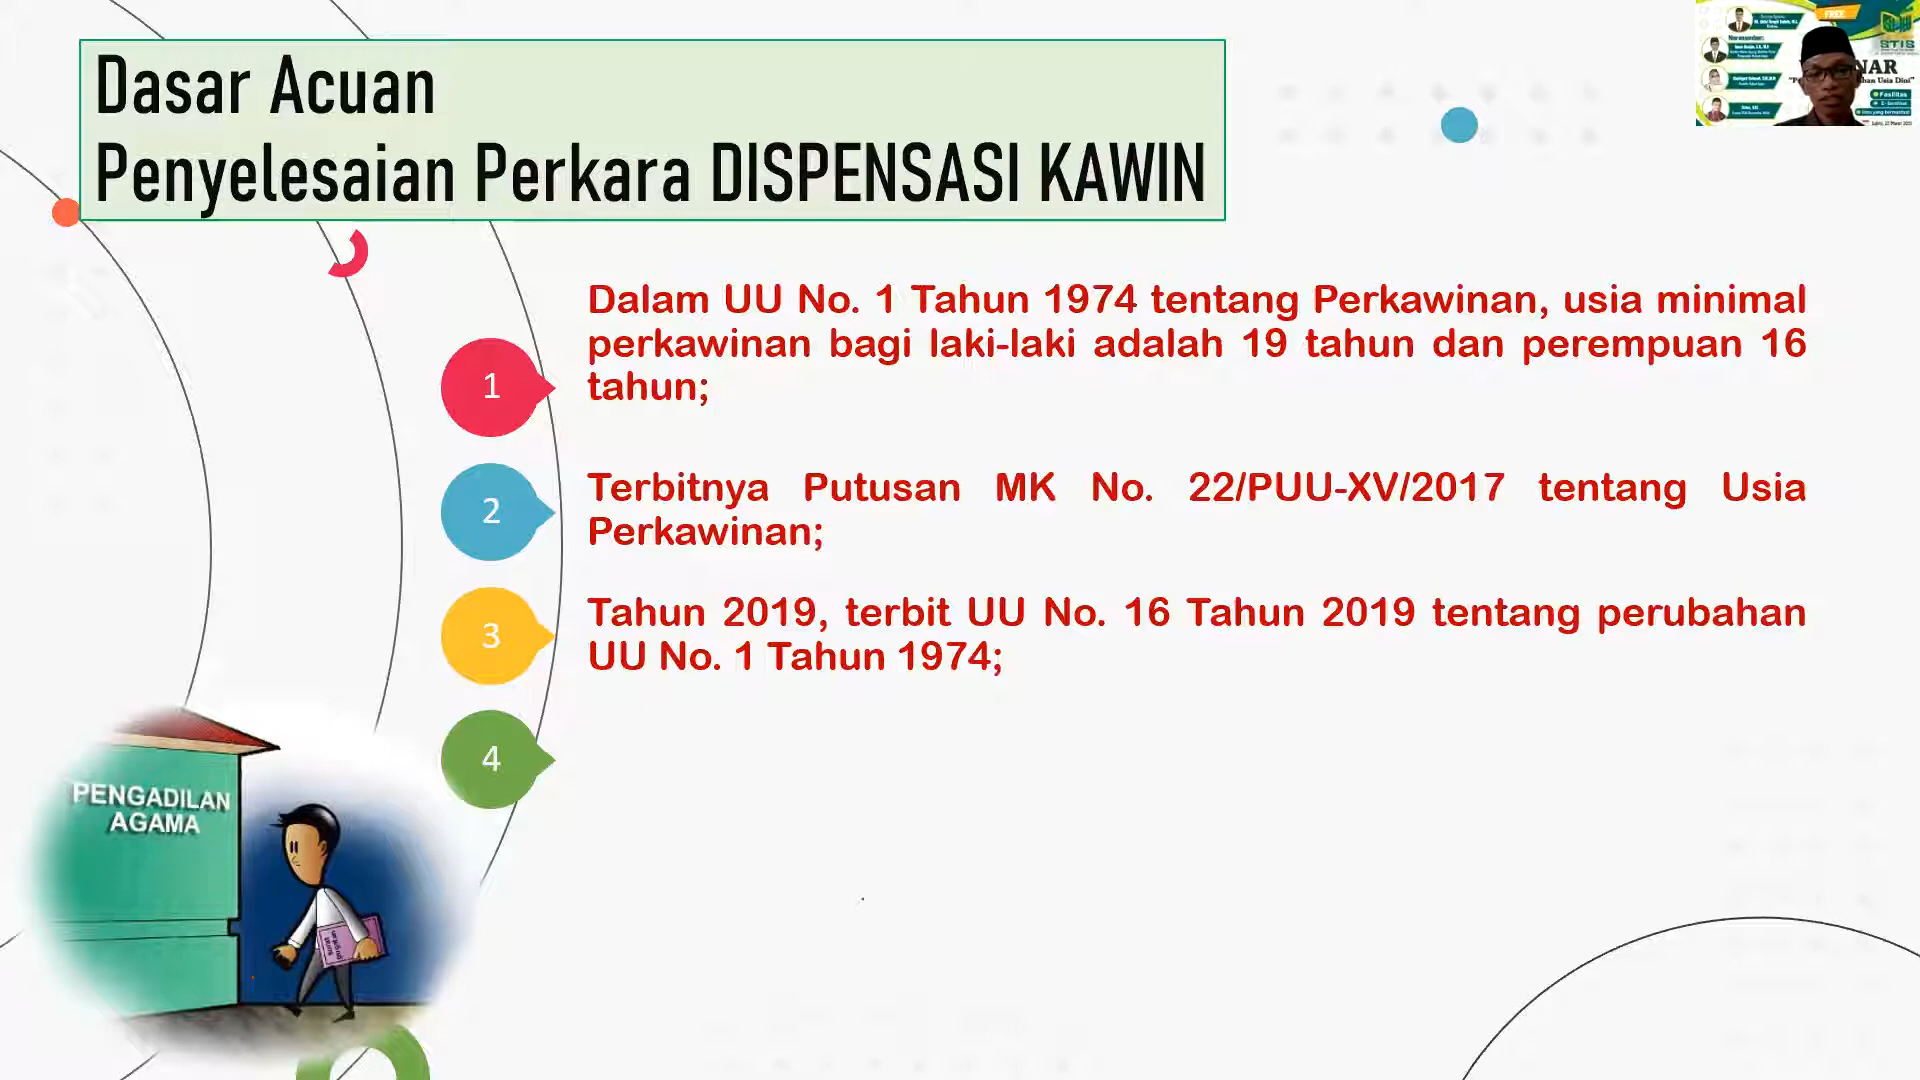 Dasar Acuan
Penyelesaian Perkara DISPENSASI KAWIN
FREE
STIS
NAR
Fasilitas
Dalam UU No. 1 Tahun 1974 tentang Perkawinan, usia minimal
perkawinan bagi laki-laki adalah 19 tahun dan perempuan 16
tahun;
1
Terbitnya Putusan MK No. 22/PUU-XV/2017 tentang Usia
Perkawinan;
2
Tahun 2019, terbit UU No. 16 Tahun 2019 tentang perubahan
UU No. 1 Tahun 1974;
3
4
PENGADILAN
AGAMA